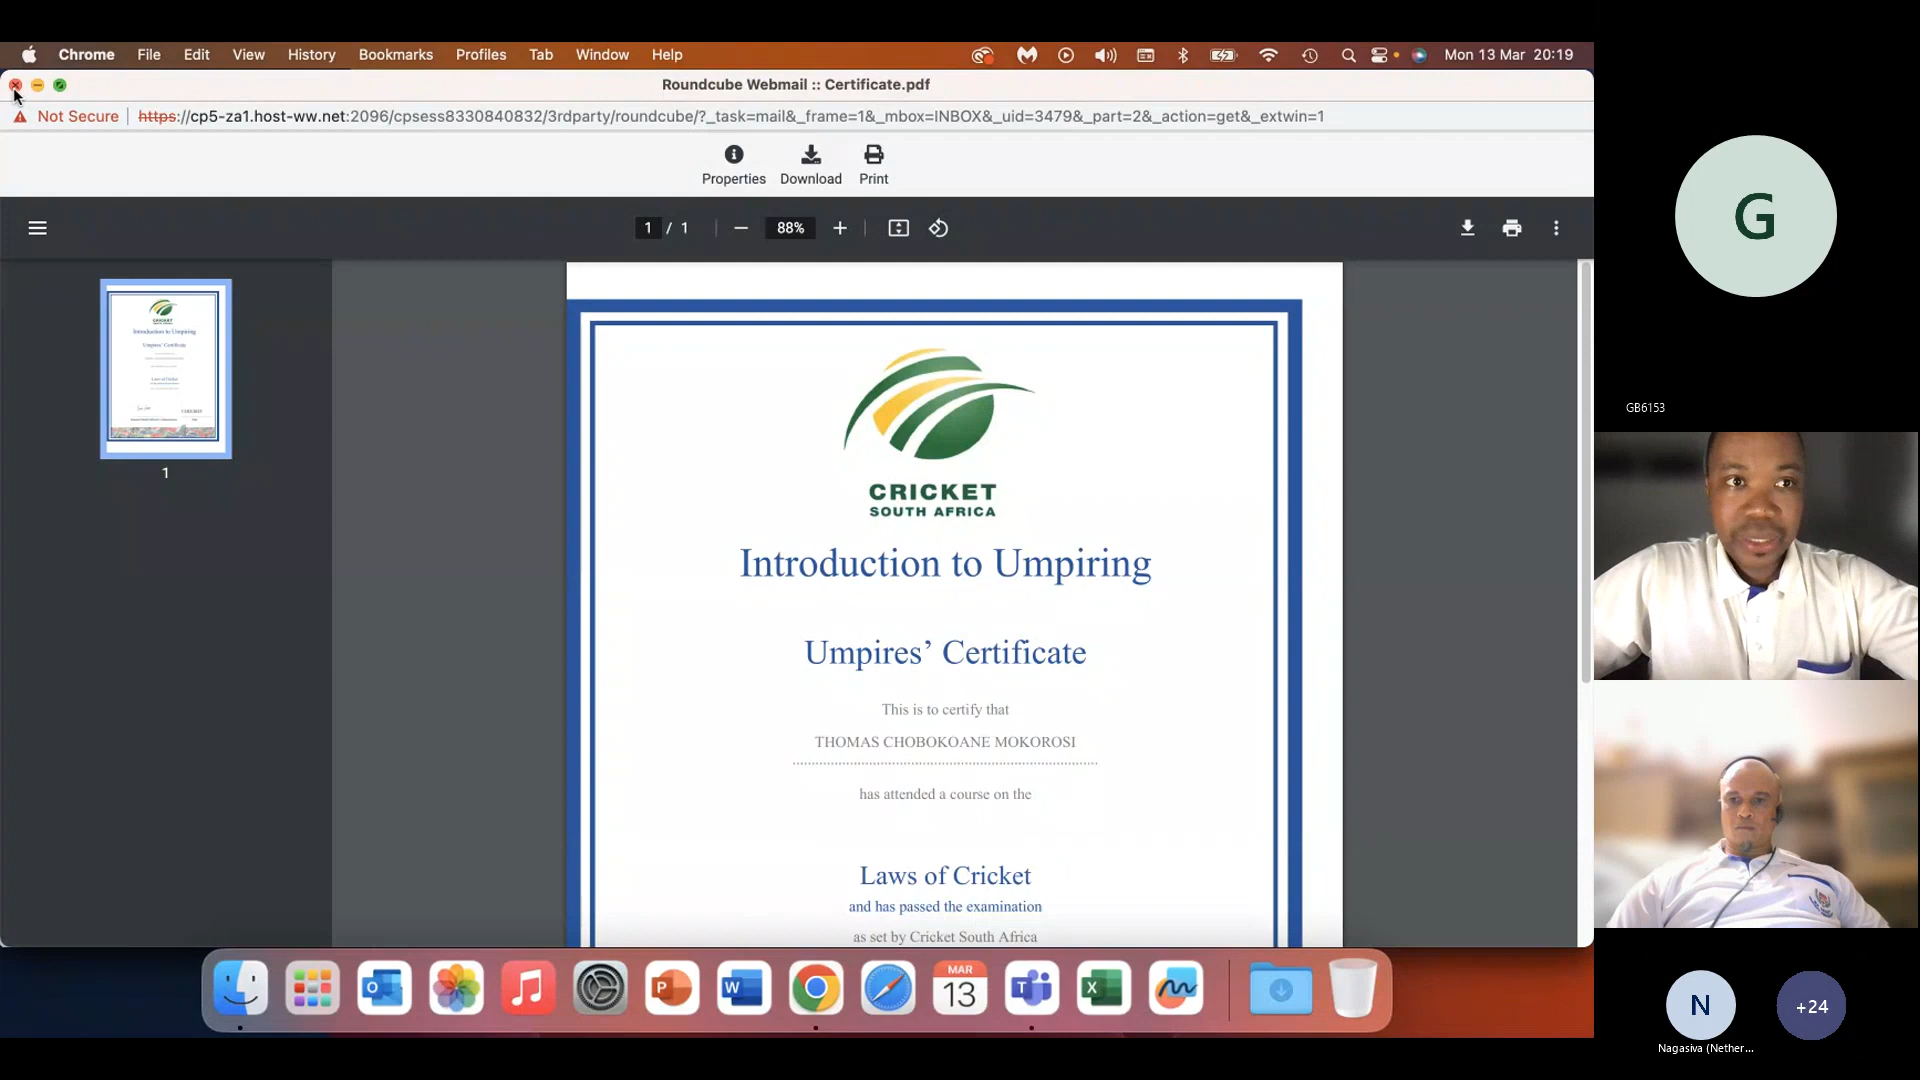 Chrome File Edit View History Bookmarks Profiles Tab Window Help Mon 13 Mar 20:19
Roundcube Webmail :: Certificate.pdf
Not Secure https://cp5-za1.host-ww.net:2096/cpsess8330840832/3rdparty/roundcube/?_task=mail&_frame=1&_mbox=INBOX&_uid=3479&_part=2&_action=get&_extwin=1
Properties Download Print
1 / 1 88%
CRICKET
SOUTH AFRICA
Introduction to Umpiring
Umpires’ Certificate
This is to certify that
THOMAS CHOBOKOANE MOKOROSI
has attended a course on the
Laws of Cricket
and has passed the examination
as set by Cricket South Africa
1
MAR
13
G
GB6153
N
+24
Nagasiva (Nether...